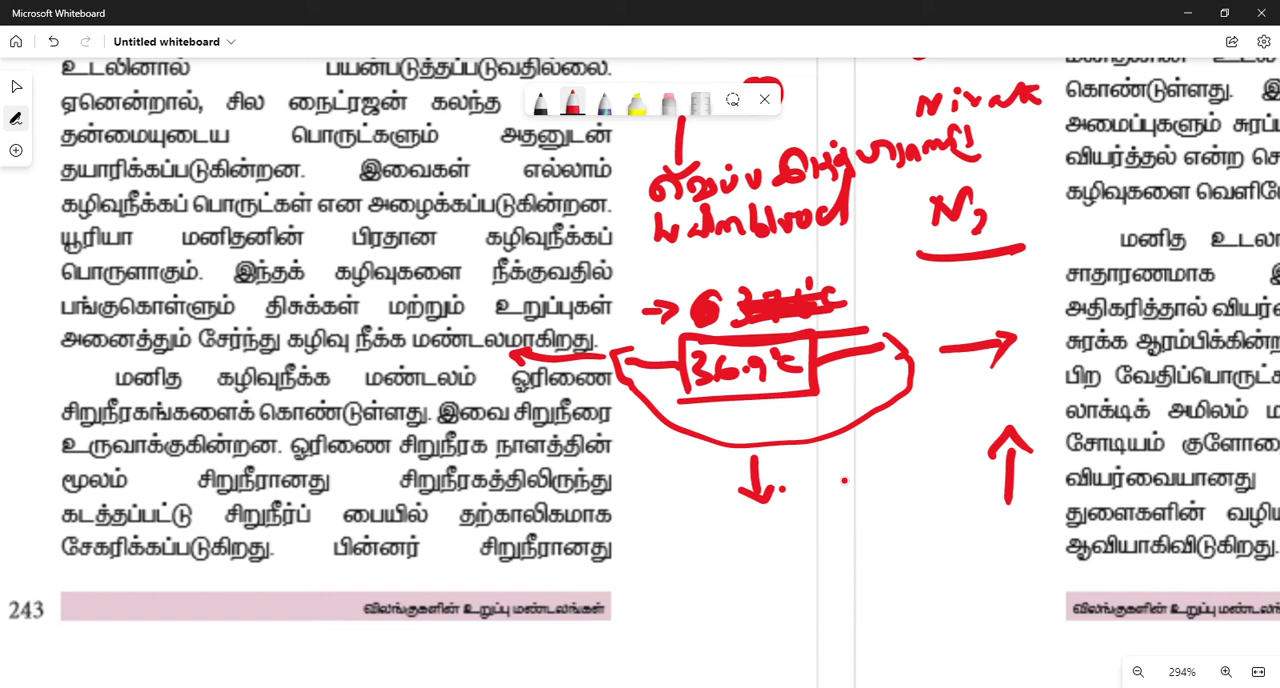 Microsoft Whiteboard
Untitled whiteboard
உடலினால் பயன்படுத்தப்படுவதில்லை.
ஏனென்றால், சில நைட்ரஜன் கலந்த
தன்மையுடைய பொருட்களும் அதனுடன்
தயாரிக்கப்படுகின்றன. இவைகள் எல்லாம்
கழிவுநீக்கப் பொருட்கள் என அழைக்கப்படுகின்றன.
யூரியா மனிதனின் பிரதான கழிவுநீக்கப்
பொருளாகும். இந்தக் கழிவுகளை நீக்குவதில்
பங்குகொள்ளும் திசுக்கள் மற்றும் உறுப்புகள்
அனைத்தும் சேர்ந்து கழிவு நீக்க மண்டலமாகிறது.
மனித கழிவுநீக்க மண்டலம் ஓரிணை
சிறுநீரகங்களைக் கொண்டுள்ளது. இவை சிறுநீரை
உருவாக்குகின்றன. ஓரிணை சிறுநீரக நாளத்தின்
மூலம் சிறுநீரானது சிறுநீரகத்திலிருந்து
கடத்தப்பட்டு சிறுநீர்ப் பையில் தற்காலிகமாக
சேகரிக்கப்படுகிறது. பின்னர் சிறுநீரானது
243 விலங்குகளின் உறுப்பு மண்டலங்கள்
N2
36.9°C
கொண்டுள்ளது.
அமைப்புகளும்
வியர்த்தல் என்ற
கழிவுகளை
மனித
சாதாரணமாக
அதிகரித்தால்
சுரக்க
பிற
லாக்டிக் அமிலம்
சோடியம்
வியர்வையானது
துளைகளின்
ஆவியாகிவிடுகிறது.
விலங்குகளின் உறுப்பு மண்டலங்க
294%